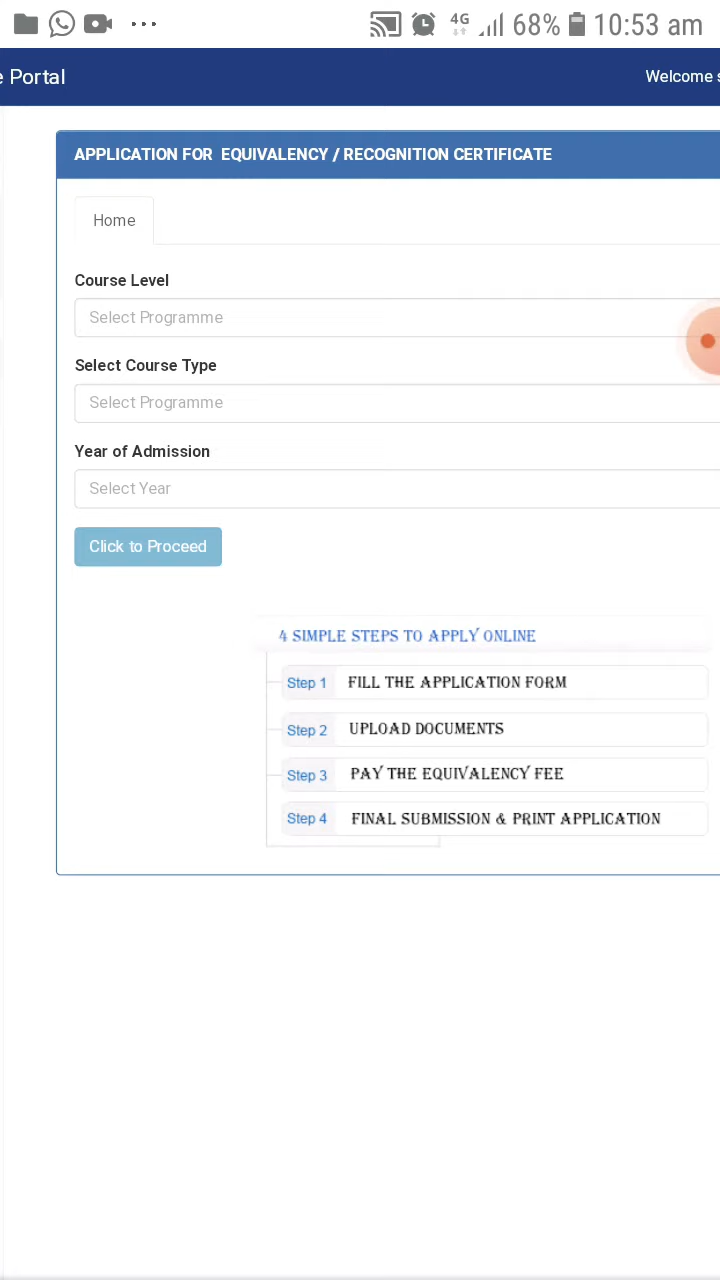 4G 68% 10:53 am
e Portal Welcome s
APPLICATION FOR EQUIVALENCY / RECOGNITION CERTIFICATE
Home
Course Level
Select Programme
Select Course Type
Select Programme
Year of Admission
Select Year
Click to Proceed
4 SIMPLE STEPS TO APPLY ONLINE
Step 1 FILL THE APPLICATION FORM
Step 2 UPLOAD DOCUMENTS
Step 3 PAY THE EQUIVALENCY FEE
Step 4 FINAL SUBMISSION & PRINT APPLICATION